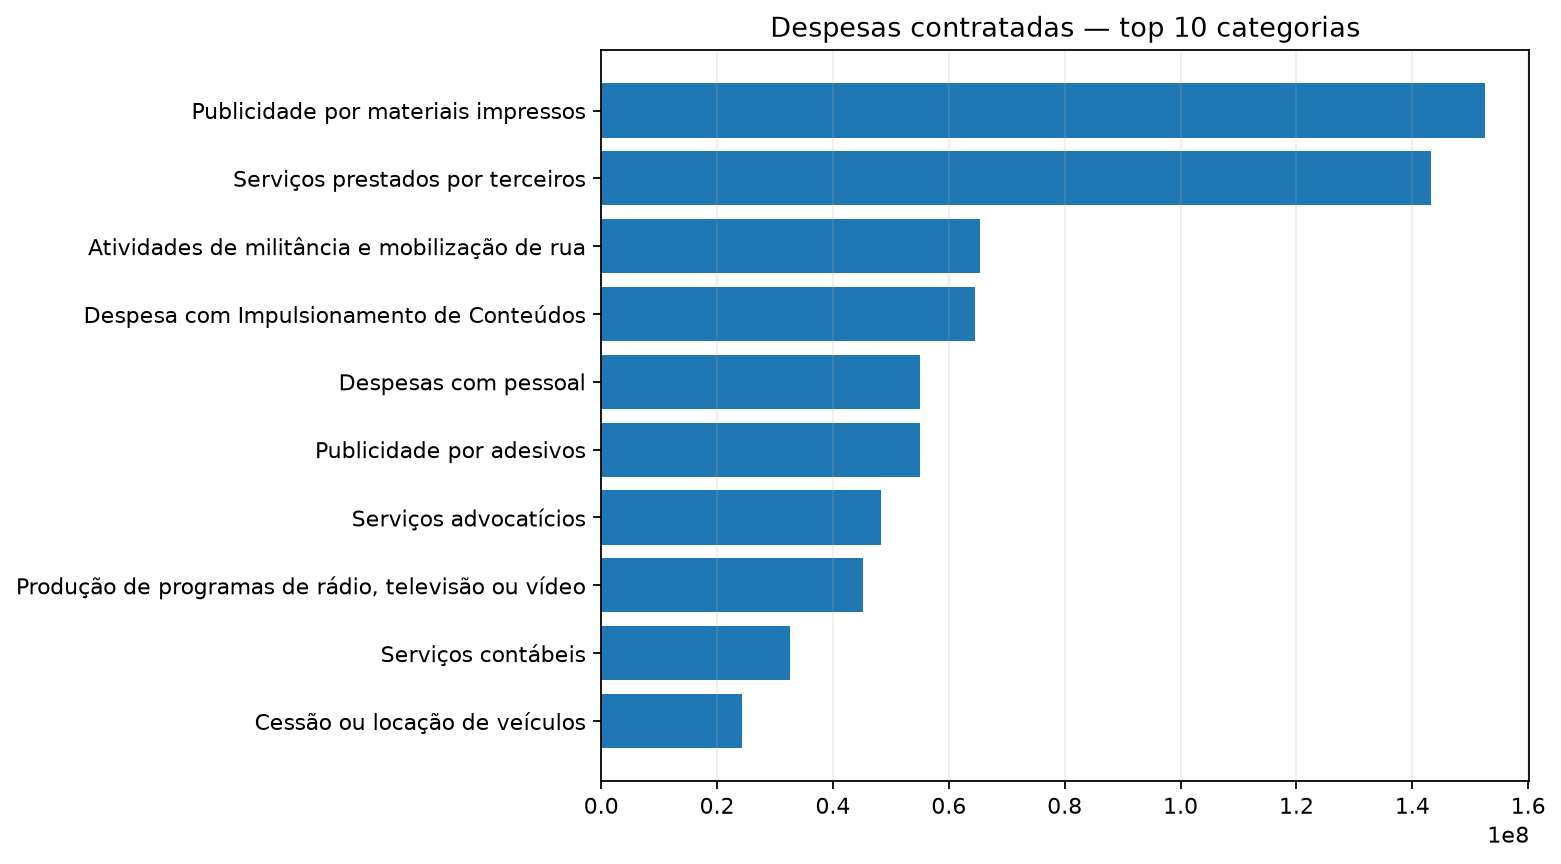 Despesas contratadas — top 10 categorias
Publicidade por materiais impressos
Serviços prestados por terceiros
Atividades de militância e mobilização de rua
Despesa com Impulsionamento de Conteúdos
Despesas com pessoal
Publicidade por adesivos
Serviços advocatícios
Produção de programas de rádio, televisão ou vídeo
Serviços contábeis
Cessão ou locação de veículos
0.0 0.2 0.4 0.6 0.8 1.0 1.2 1.4 1.6
1e8